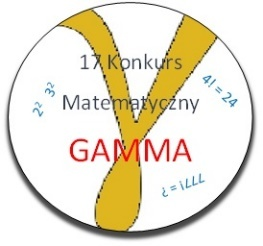 17 Konkurs
2² 3²
4! = 24
Matematyczny
GAMMA